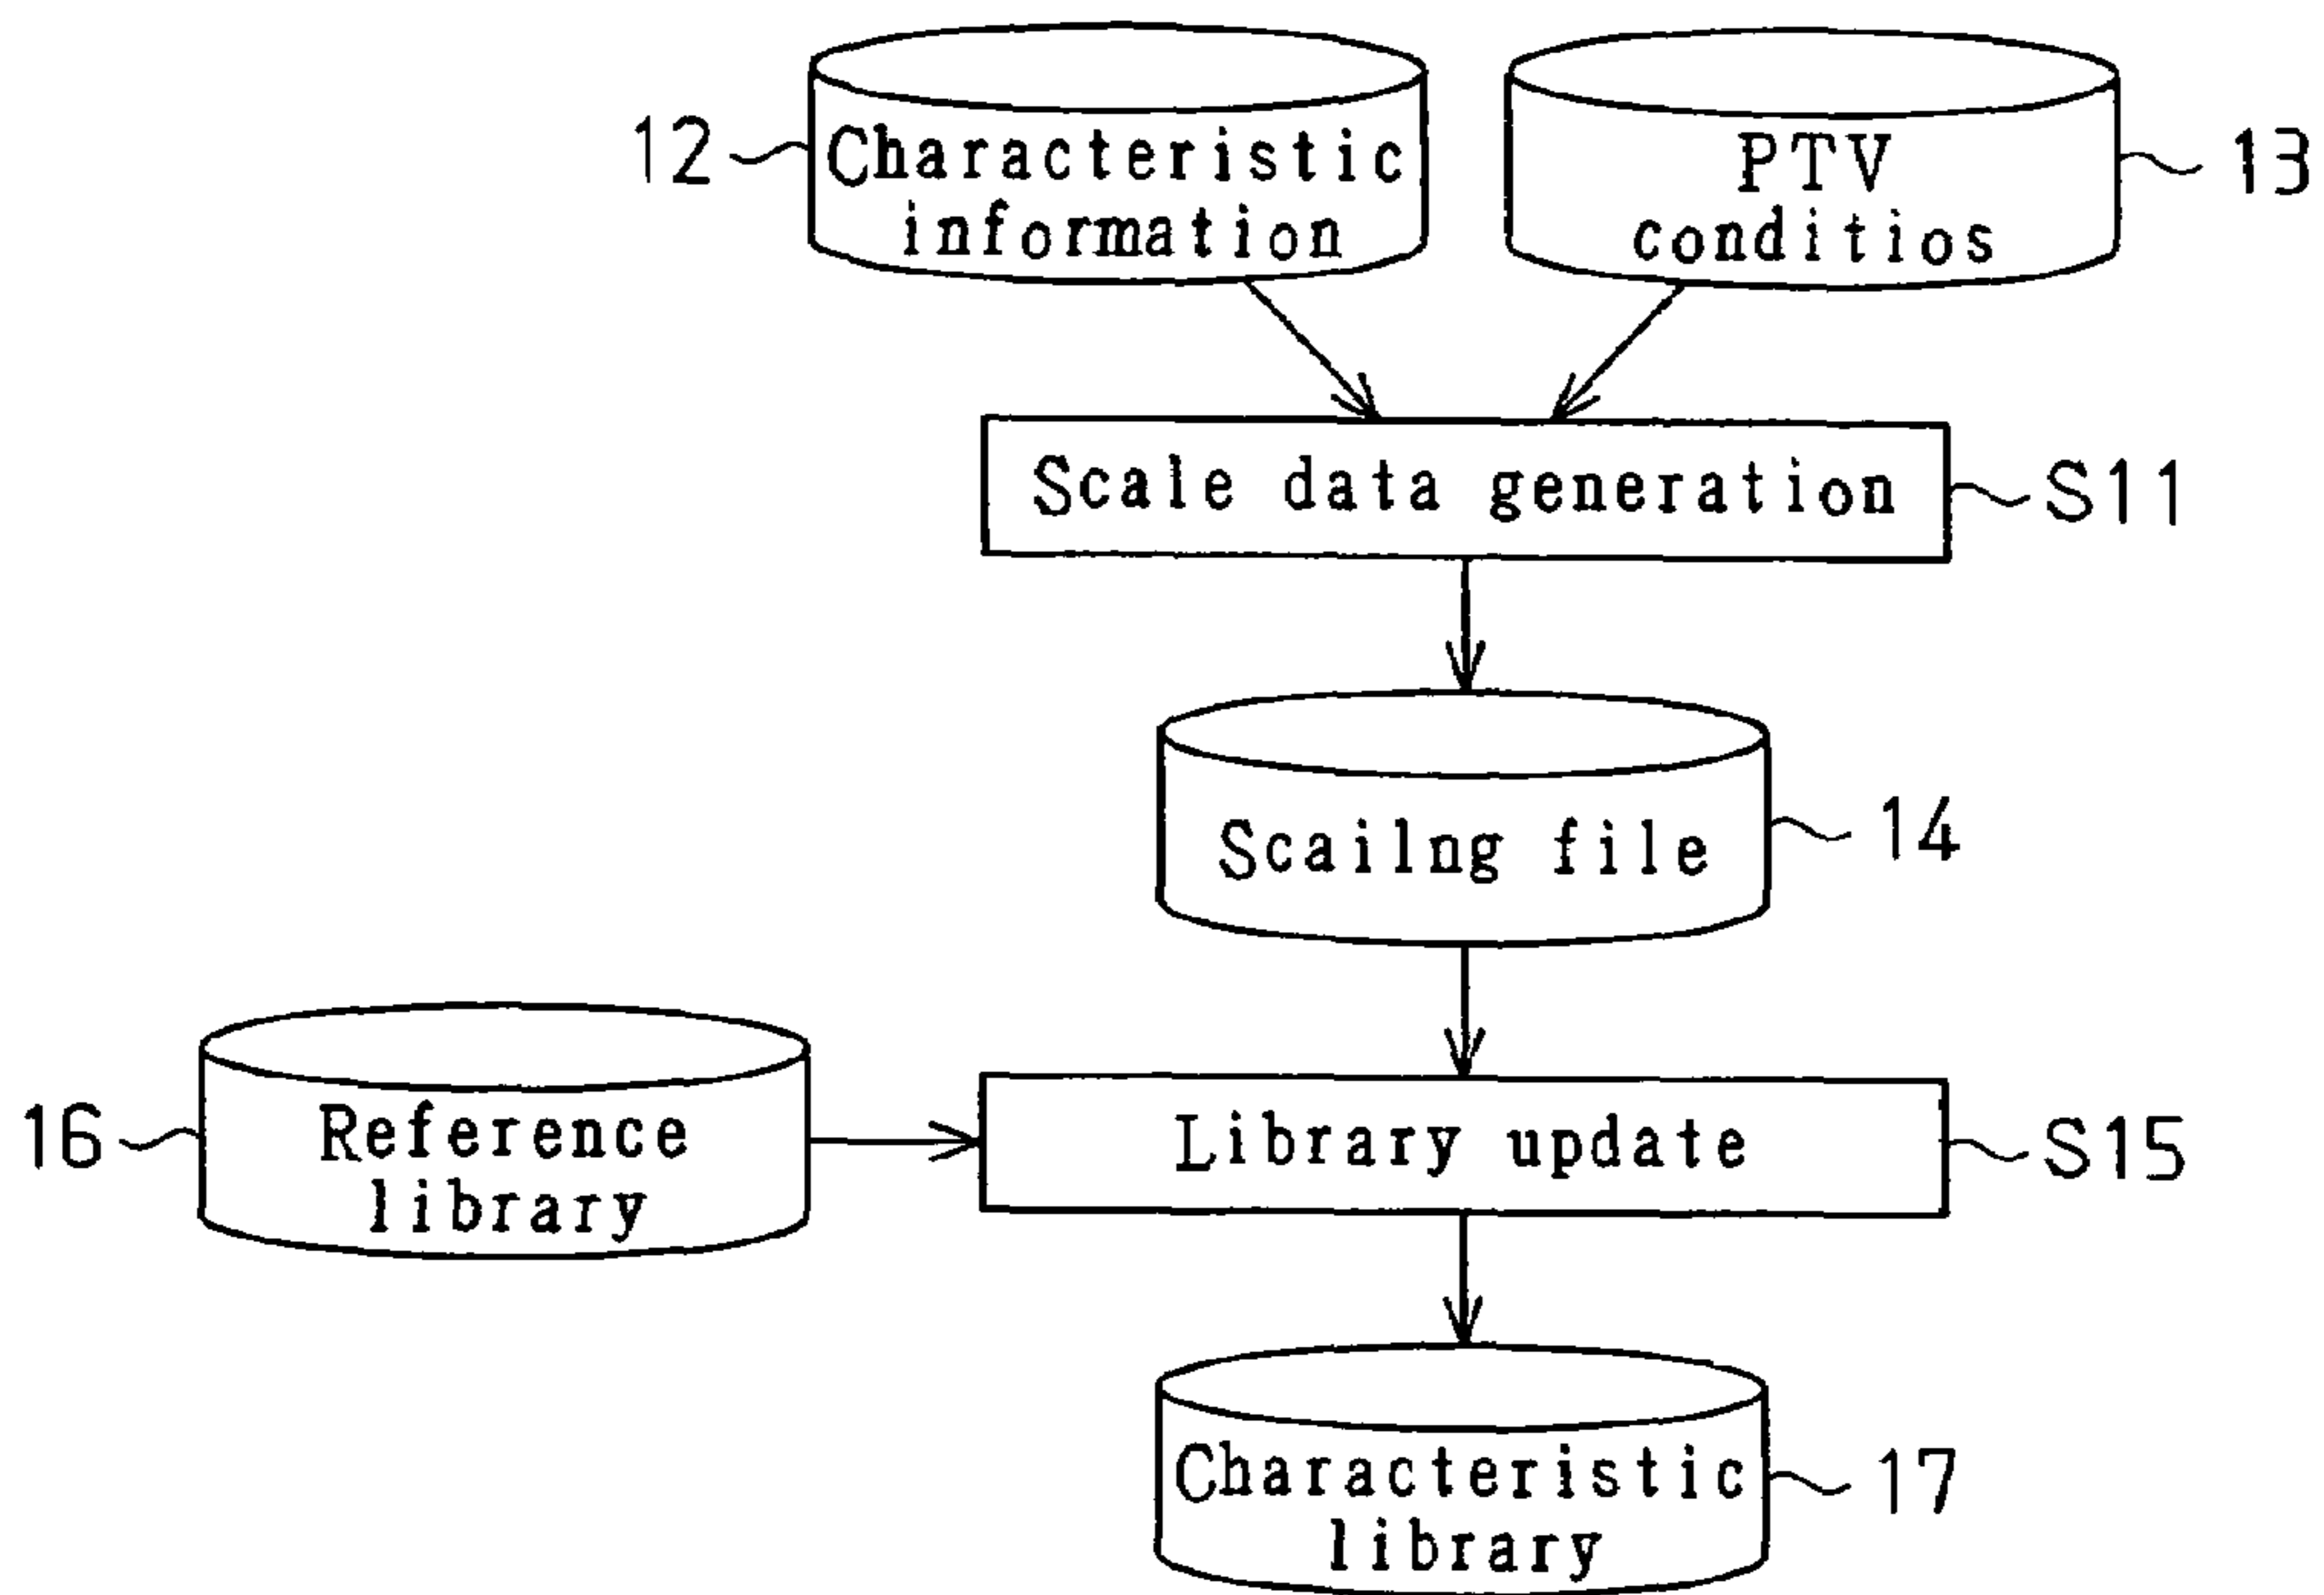 12
Characteristic
information
PTV
conditios
13
Scale data generation
S11
Scailng file
14
16
Reference
library
Library update
S15
Characteristic
library
17